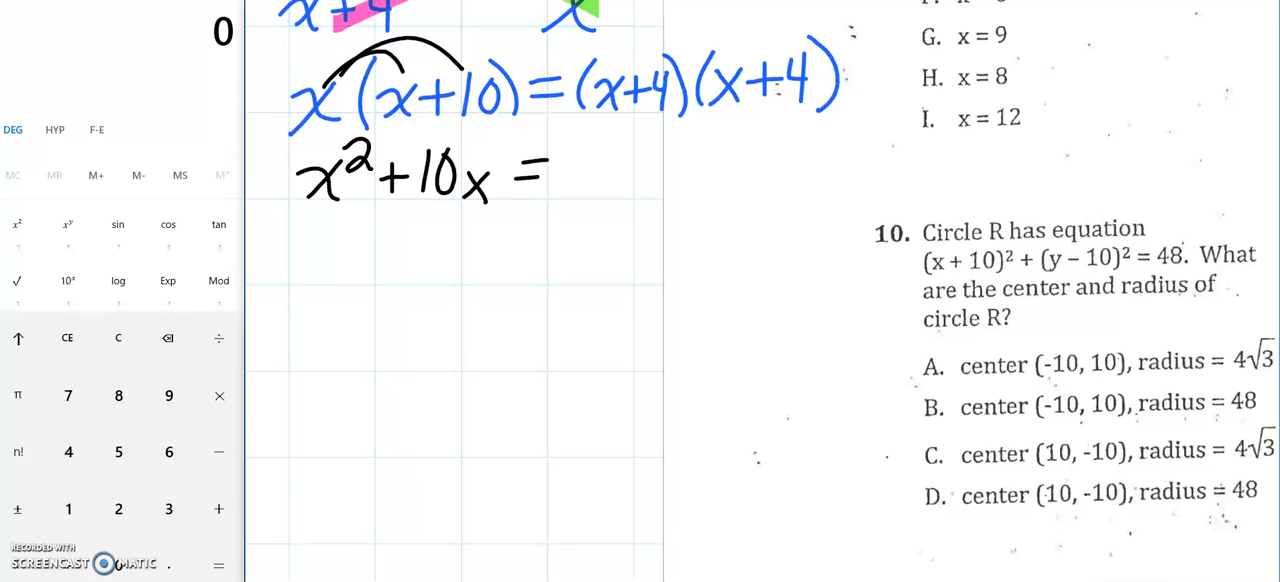 0
DEG HYP F-E
MC MR M+ M- MS M˅
x² xʸ sin cos tan
√ 10ˣ log Exp Mod
↑ CE C ⌫ ÷
π 7 8 9 ×
n! 4 5 6 −
± 1 2 3 +
0 . =
RECORDED WITH
SCREENCAST MATIC
x+4 x
x(x+10)=(x+4)(x+4)
x²+10x=
G. x = 9
H. x = 8
I. x = 12
10. Circle R has equation
(x + 10)² + (y – 10)² = 48. What
are the center and radius of
circle R?
A. center (-10, 10), radius = 4√3
B. center (-10, 10), radius = 48
C. center (10, -10), radius = 4√3
D. center (10, -10), radius = 48